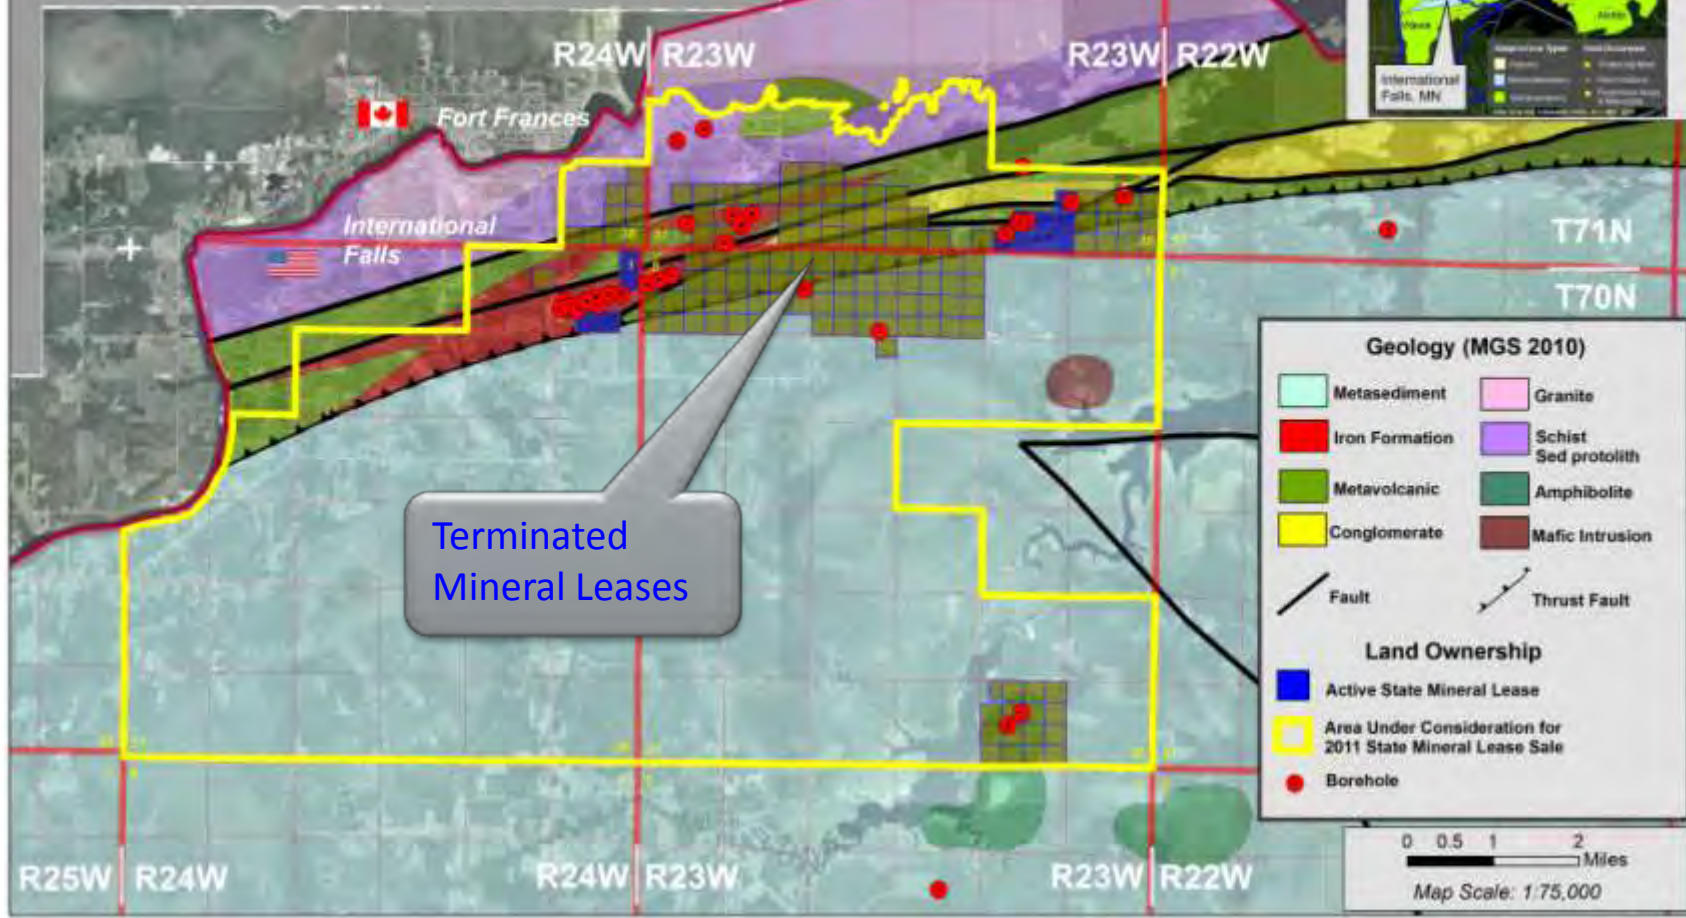 R24W R23W
R23W R22W
International
Falls, MN
Fort Frances
International
Falls
T71N
T70N
Terminated
Mineral Leases
Geology (MGS 2010)
Metasediment
Granite
Iron Formation
Schist
Sed protolith
Metavolcanic
Amphibolite
Conglomerate
Mafic Intrusion
Fault
Thrust Fault
Land Ownership
Active State Mineral Lease
Area Under Consideration for
2011 State Mineral Lease Sale
Borehole
0 0.5 1 2
Miles
Map Scale: 1:75,000
R25W R24W
R24W R23W
R23W R22W